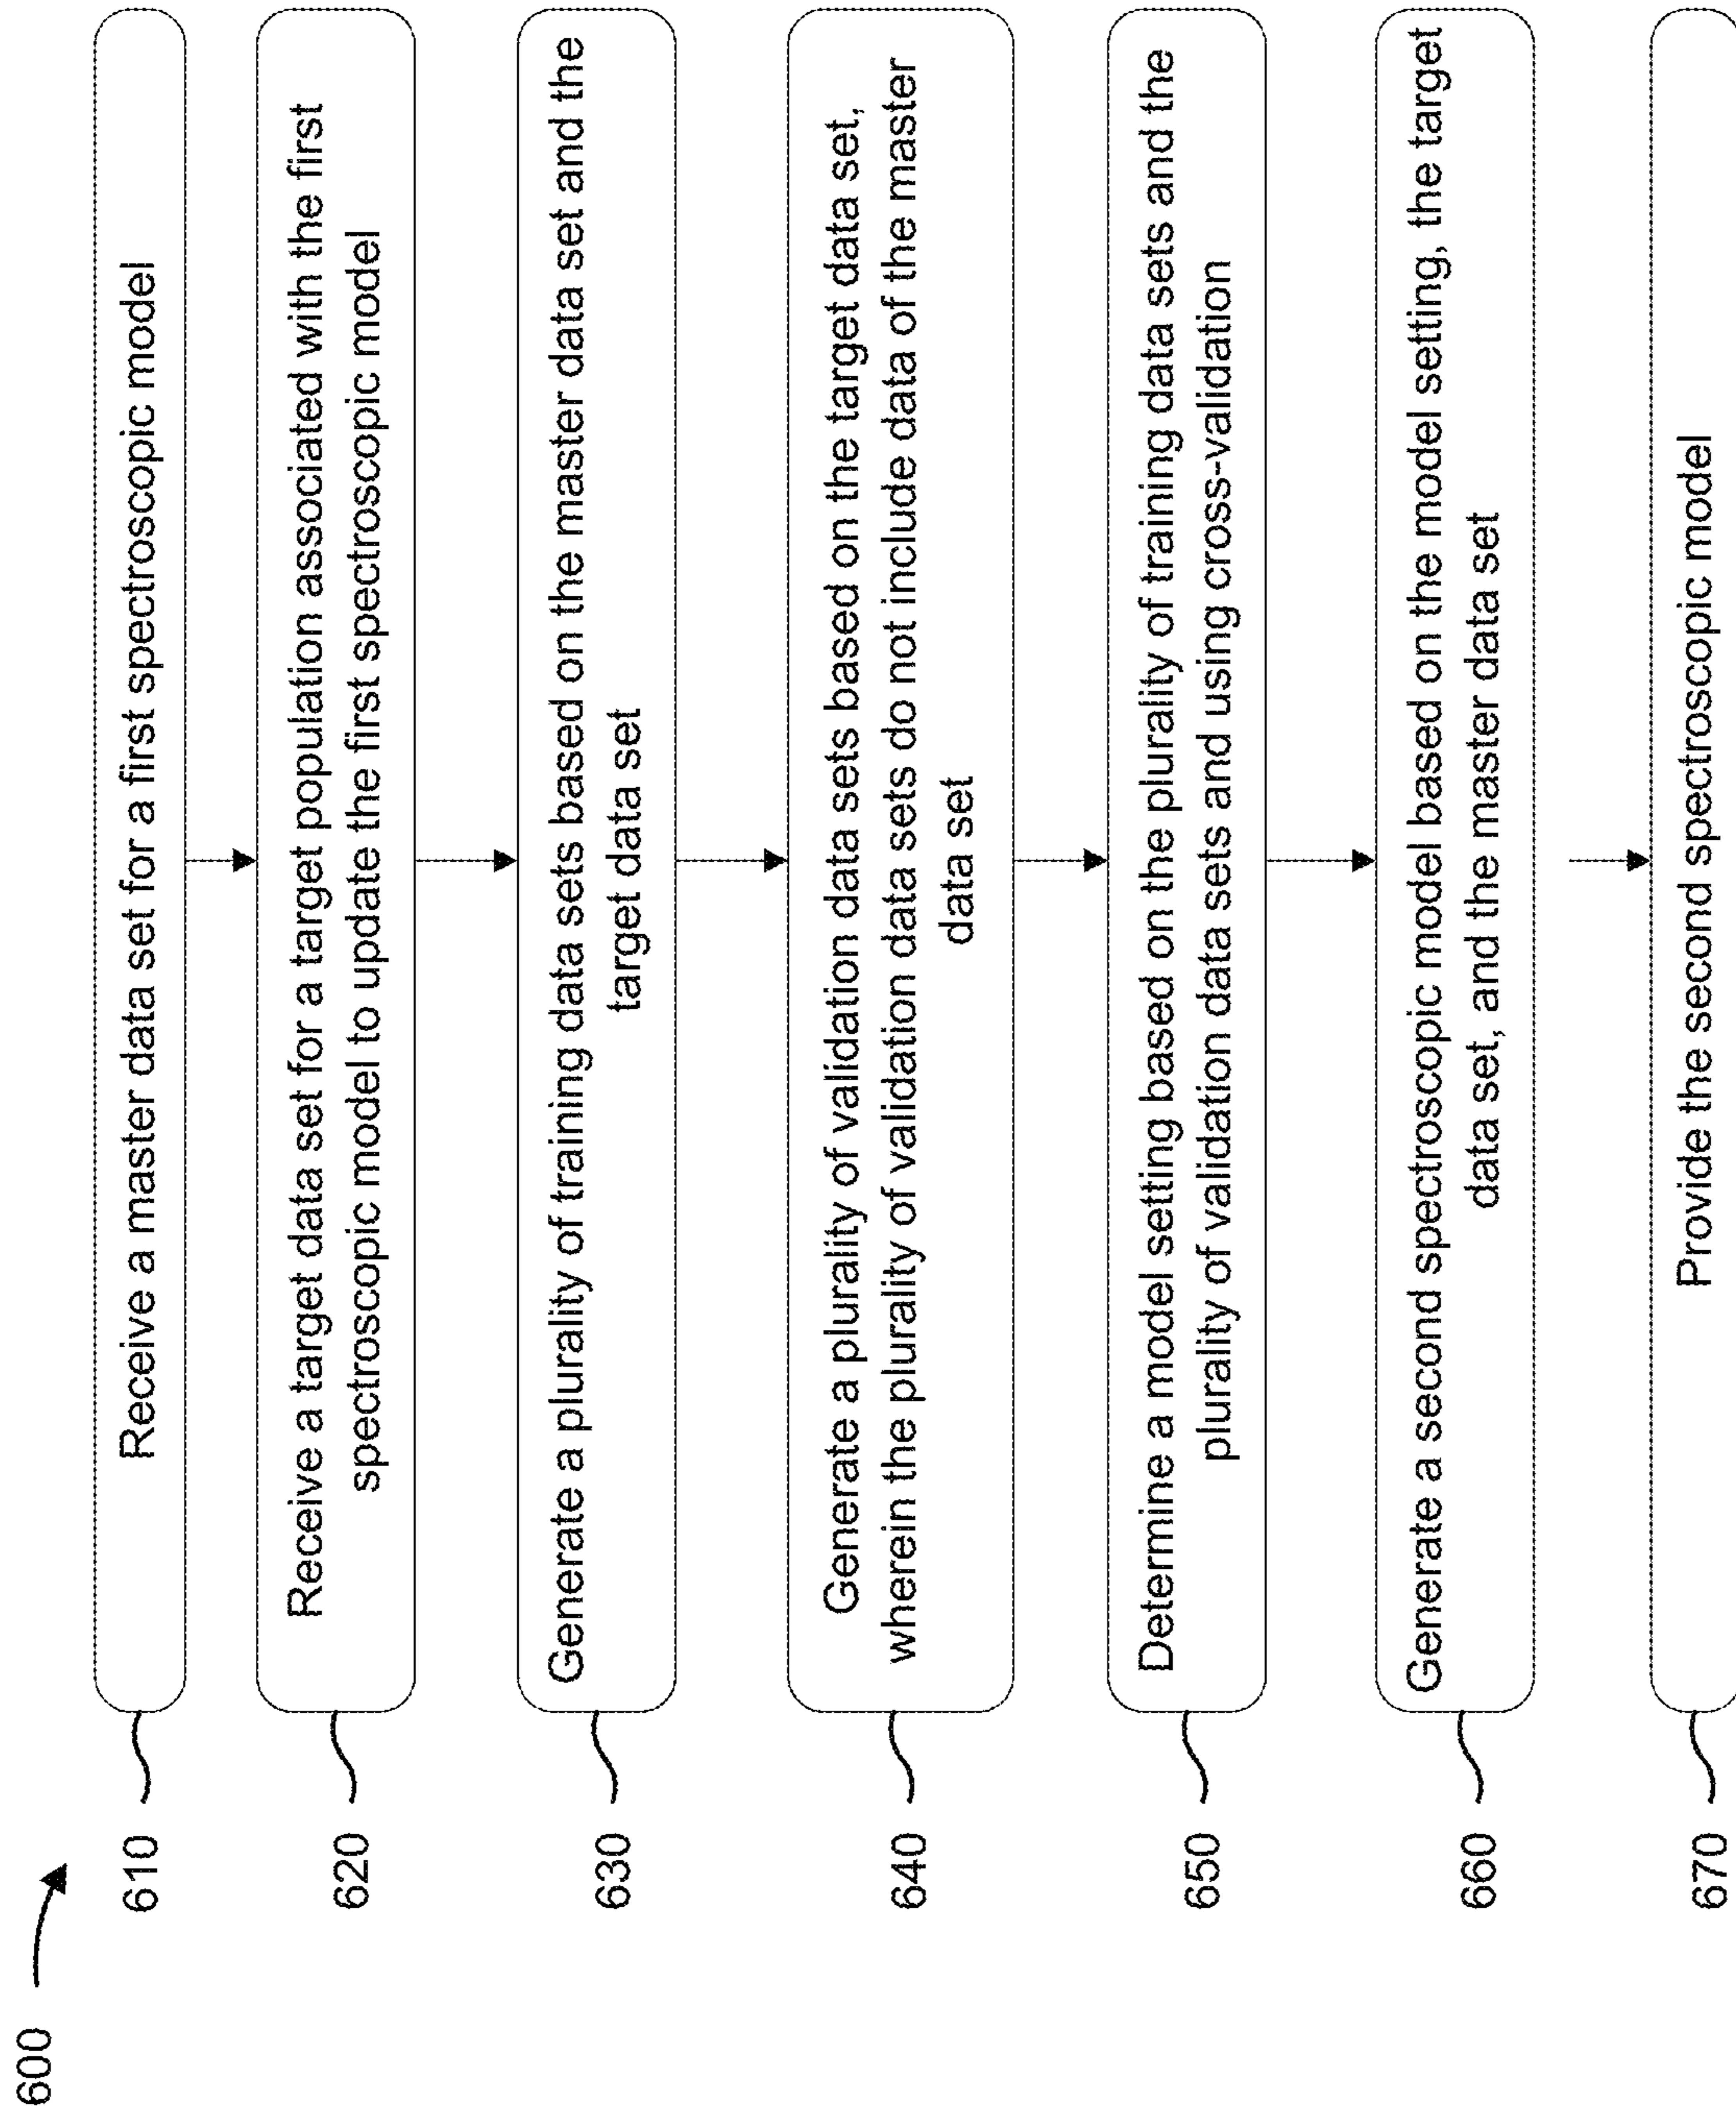 600
610
Receive a master data set for a first spectroscopic model
620
Receive a target data set for a target population associated with the first
spectroscopic model to update the first spectroscopic model
630
Generate a plurality of training data sets based on the master data set and the
target data set
640
Generate a plurality of validation data sets based on the target data set,
wherein the plurality of validation data sets do not include data of the master
data set
650
Determine a model setting based on the plurality of training data sets and the
plurality of validation data sets and using cross-validation
660
Generate a second spectroscopic model based on the model setting, the target
data set, and the master data set
670
Provide the second spectroscopic model